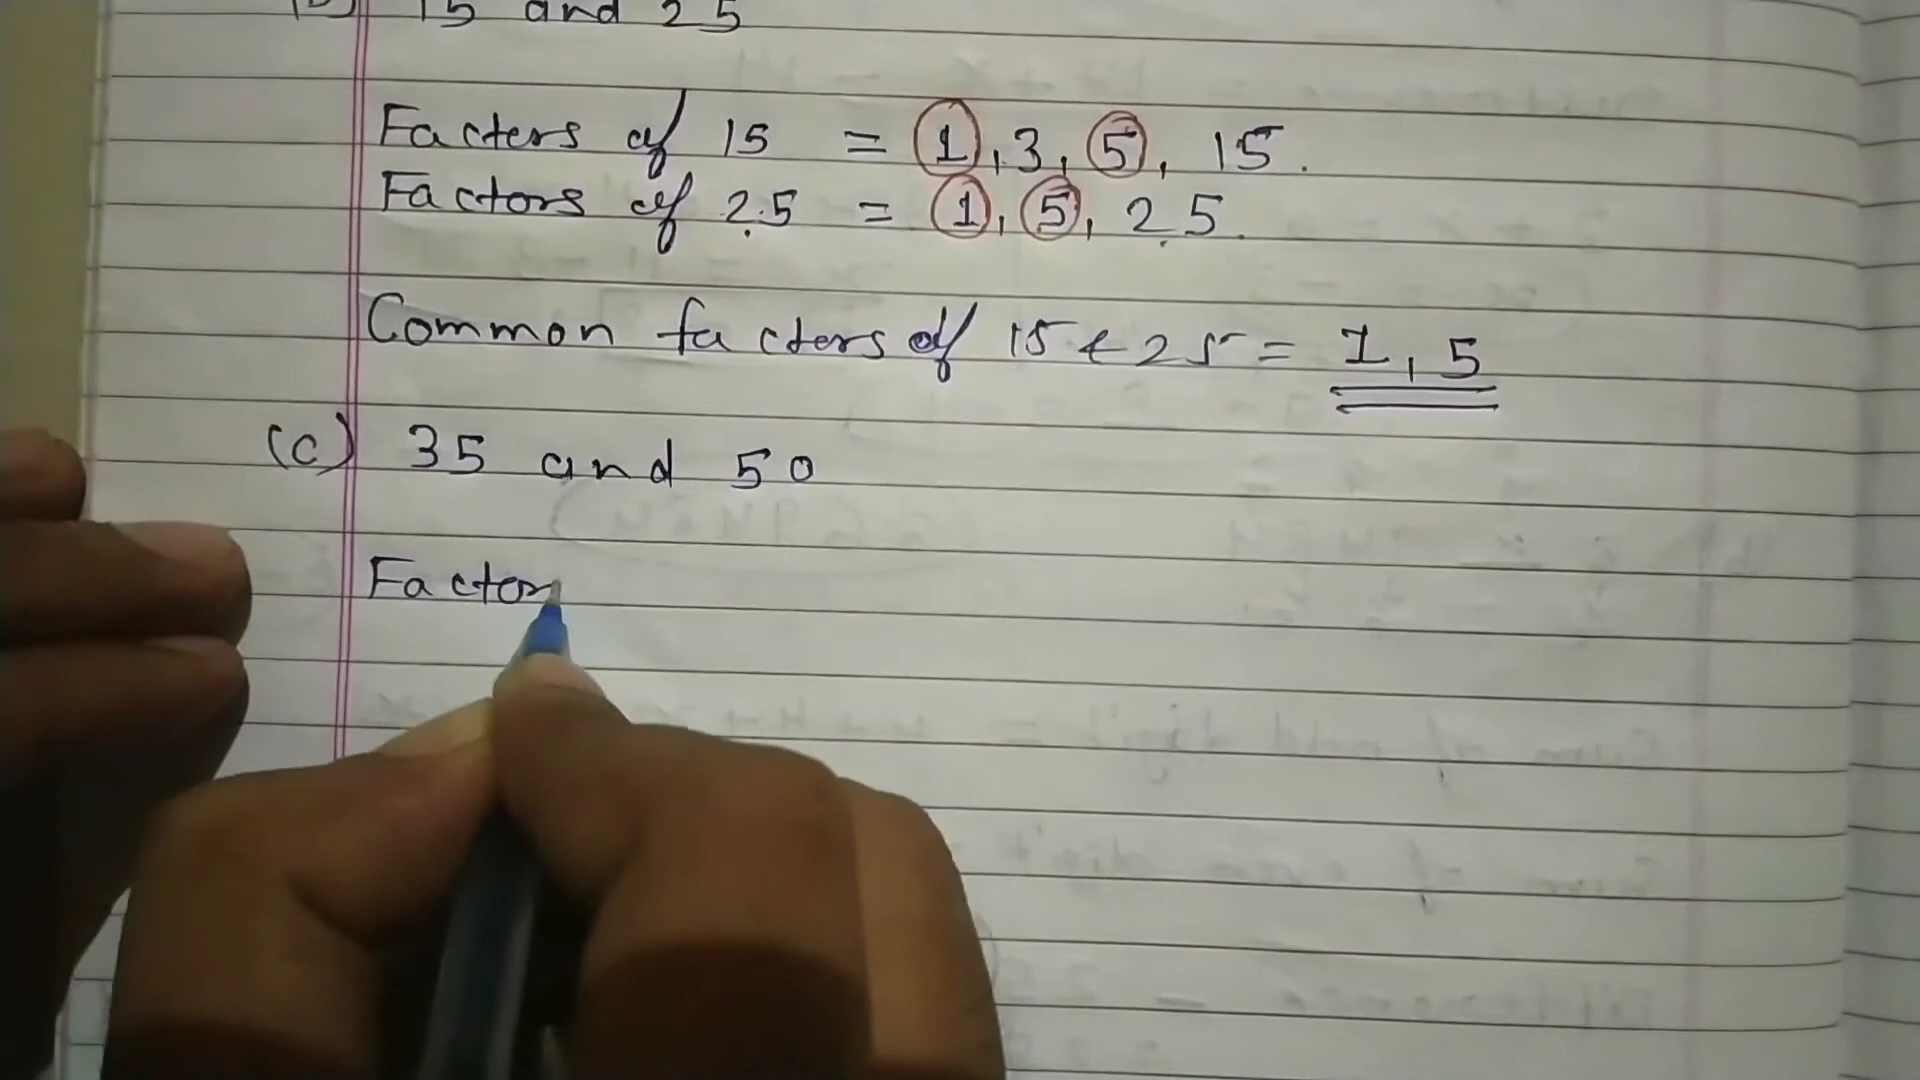 (b) 15 and 25
Facters of 15 = 1, 3, 5, 15.
Factors of 25 = 1, 5, 25.
Common facters of 15 & 25 = 1, 5
(c) 35 and 50
Factor